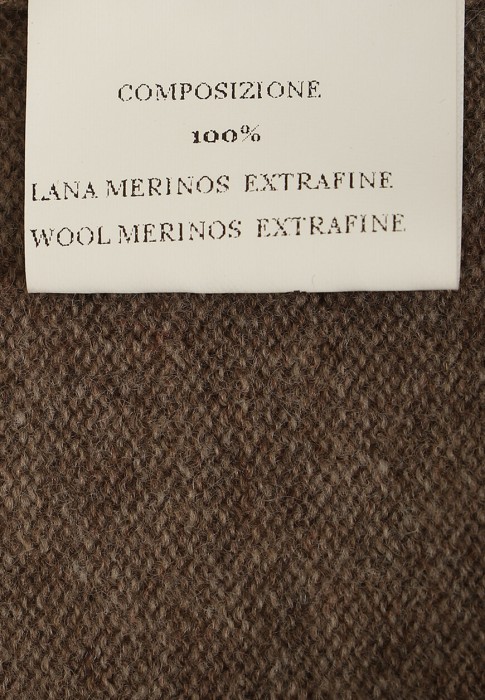 COMPOSIZIONE
100%
LANA MERINOS EXTRAFINE
WOOL MERINOS EXTRAFINE